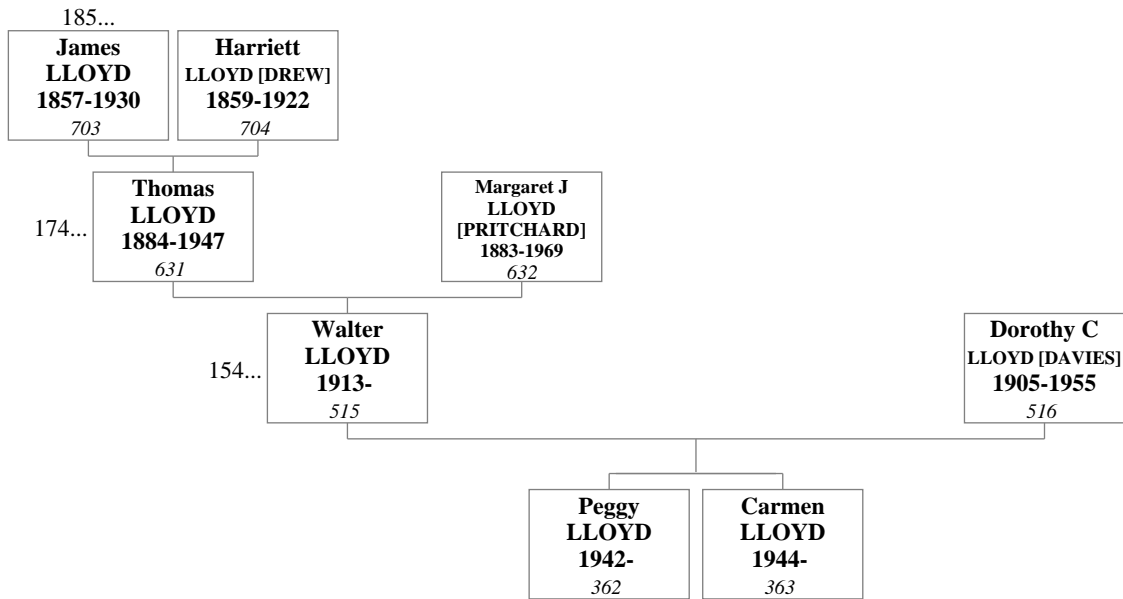 185...
James
LLOYD
1857-1930
703
Harriett
LLOYD [DREW]
1859-1922
704
174...
Thomas
LLOYD
1884-1947
631
Margaret J
LLOYD
[PRITCHARD]
1883-1969
632
154...
Walter
LLOYD
1913-
515
Dorothy C
LLOYD [DAVIES]
1905-1955
516
Peggy
LLOYD
1942-
362
Carmen
LLOYD
1944-
363